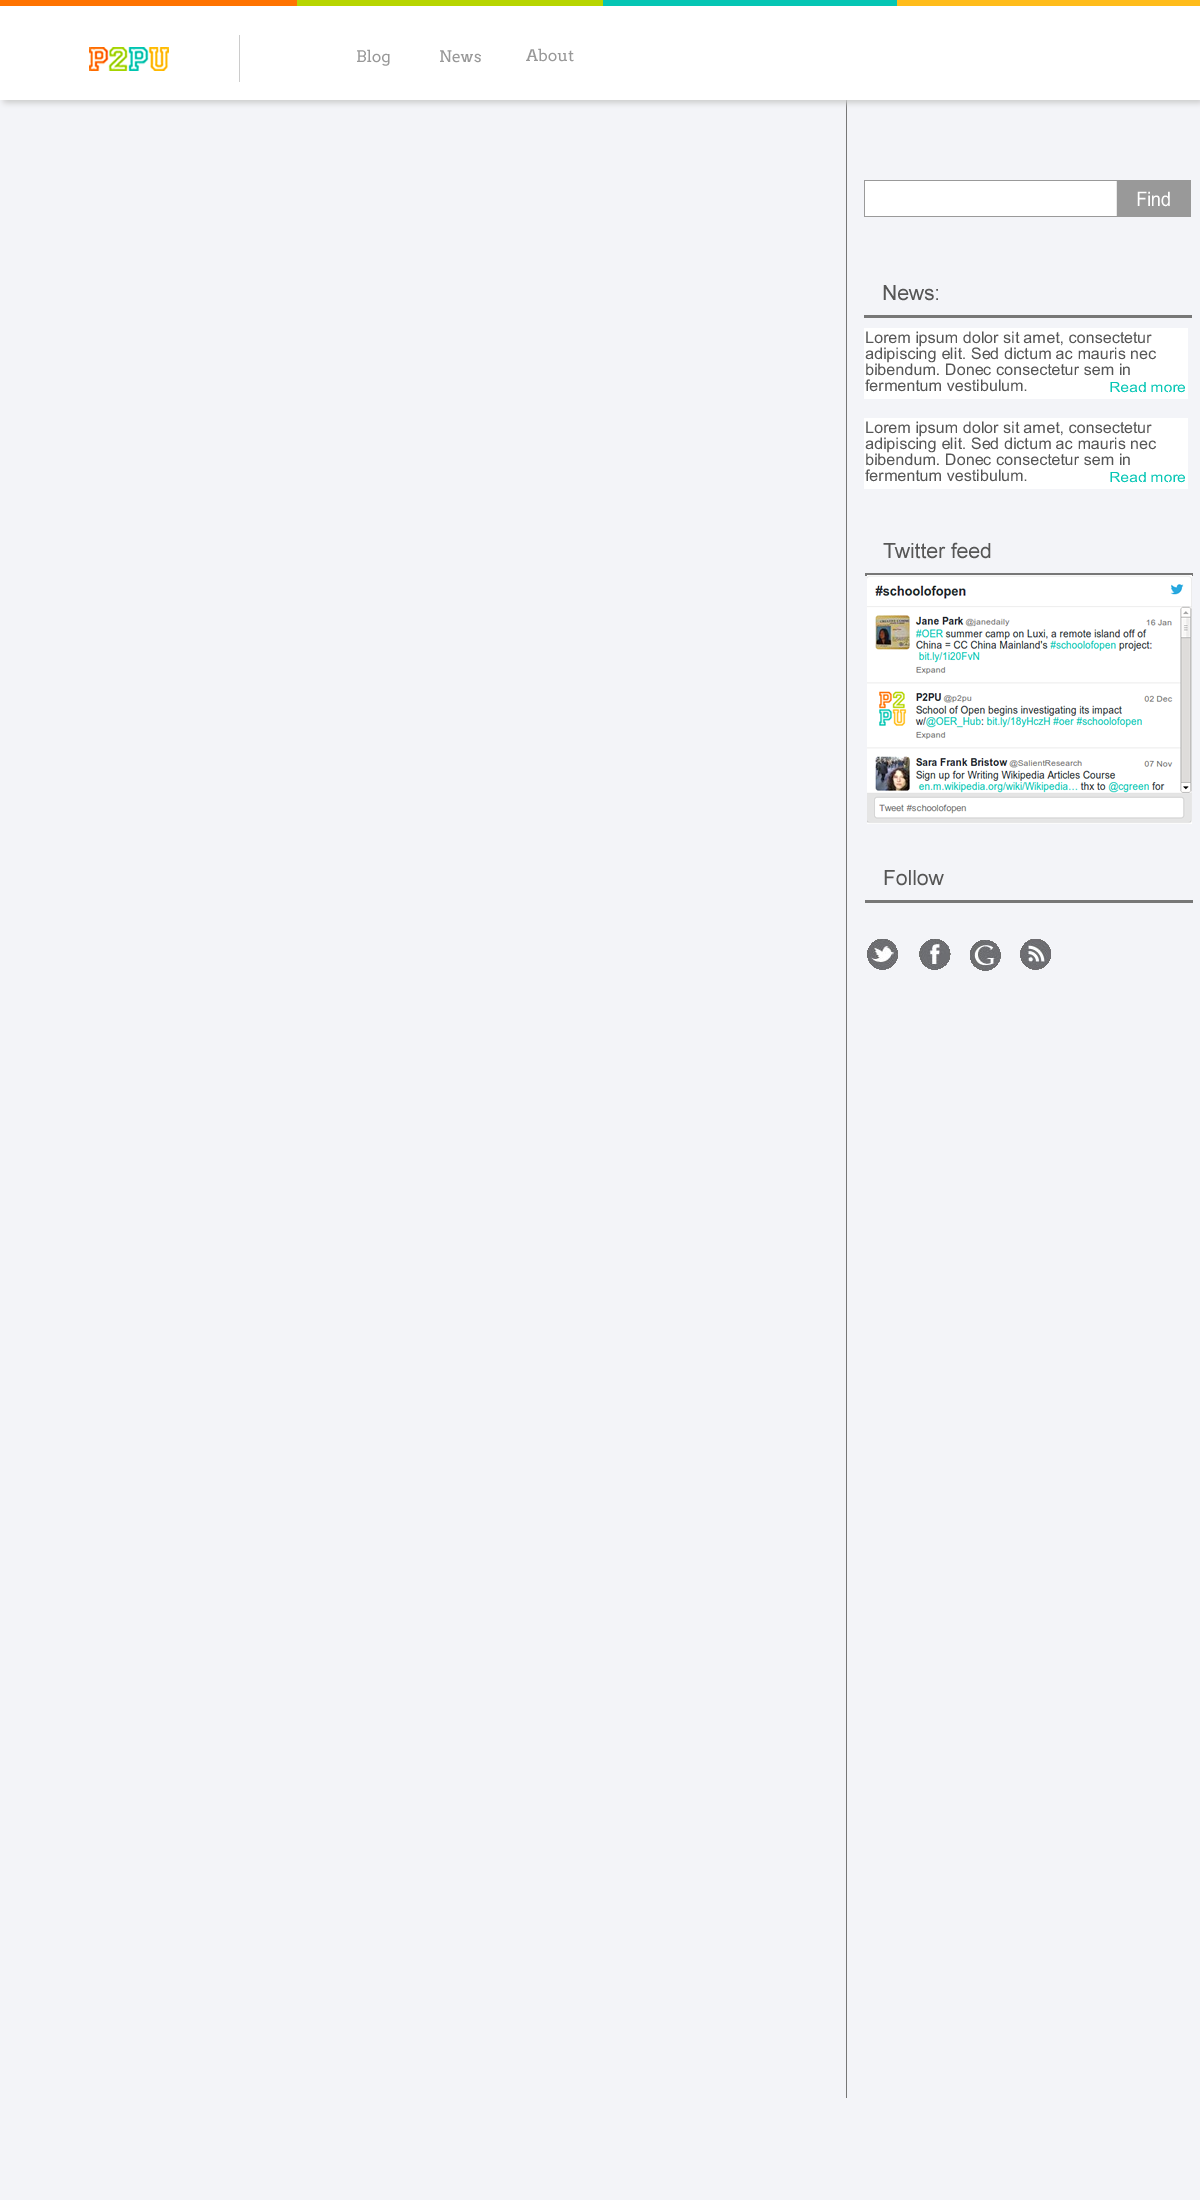 P2PU
Blog News About
Find
News:
Lorem ipsum dolor sit amet, consectetur
adipiscing elit. Sed dictum ac mauris nec
bibendum. Donec consectetur sem in
fermentum vestibulum. Read more
Lorem ipsum dolor sit amet, consectetur
adipiscing elit. Sed dictum ac mauris nec
bibendum. Donec consectetur sem in
fermentum vestibulum. Read more
Twitter feed
#schoolofopen
Jane Park @janedaily 16 Jan
#OER summer camp on Luxi, a remote island off of
China = CC China Mainland's #schoolofopen project:
bit.ly/1i20FvN
Expand
P2PU
P2PU @p2pu 02 Dec
School of Open begins investigating its impact
w/@OER_Hub: bit.ly/18yHczH #oer #schoolofopen
Expand
Sara Frank Bristow @SalientResearch 07 Nov
Sign up for Writing Wikipedia Articles Course
en.m.wikipedia.org/wiki/Wikipedia... thx to @cgreen for
Tweet #schoolofopen
Follow